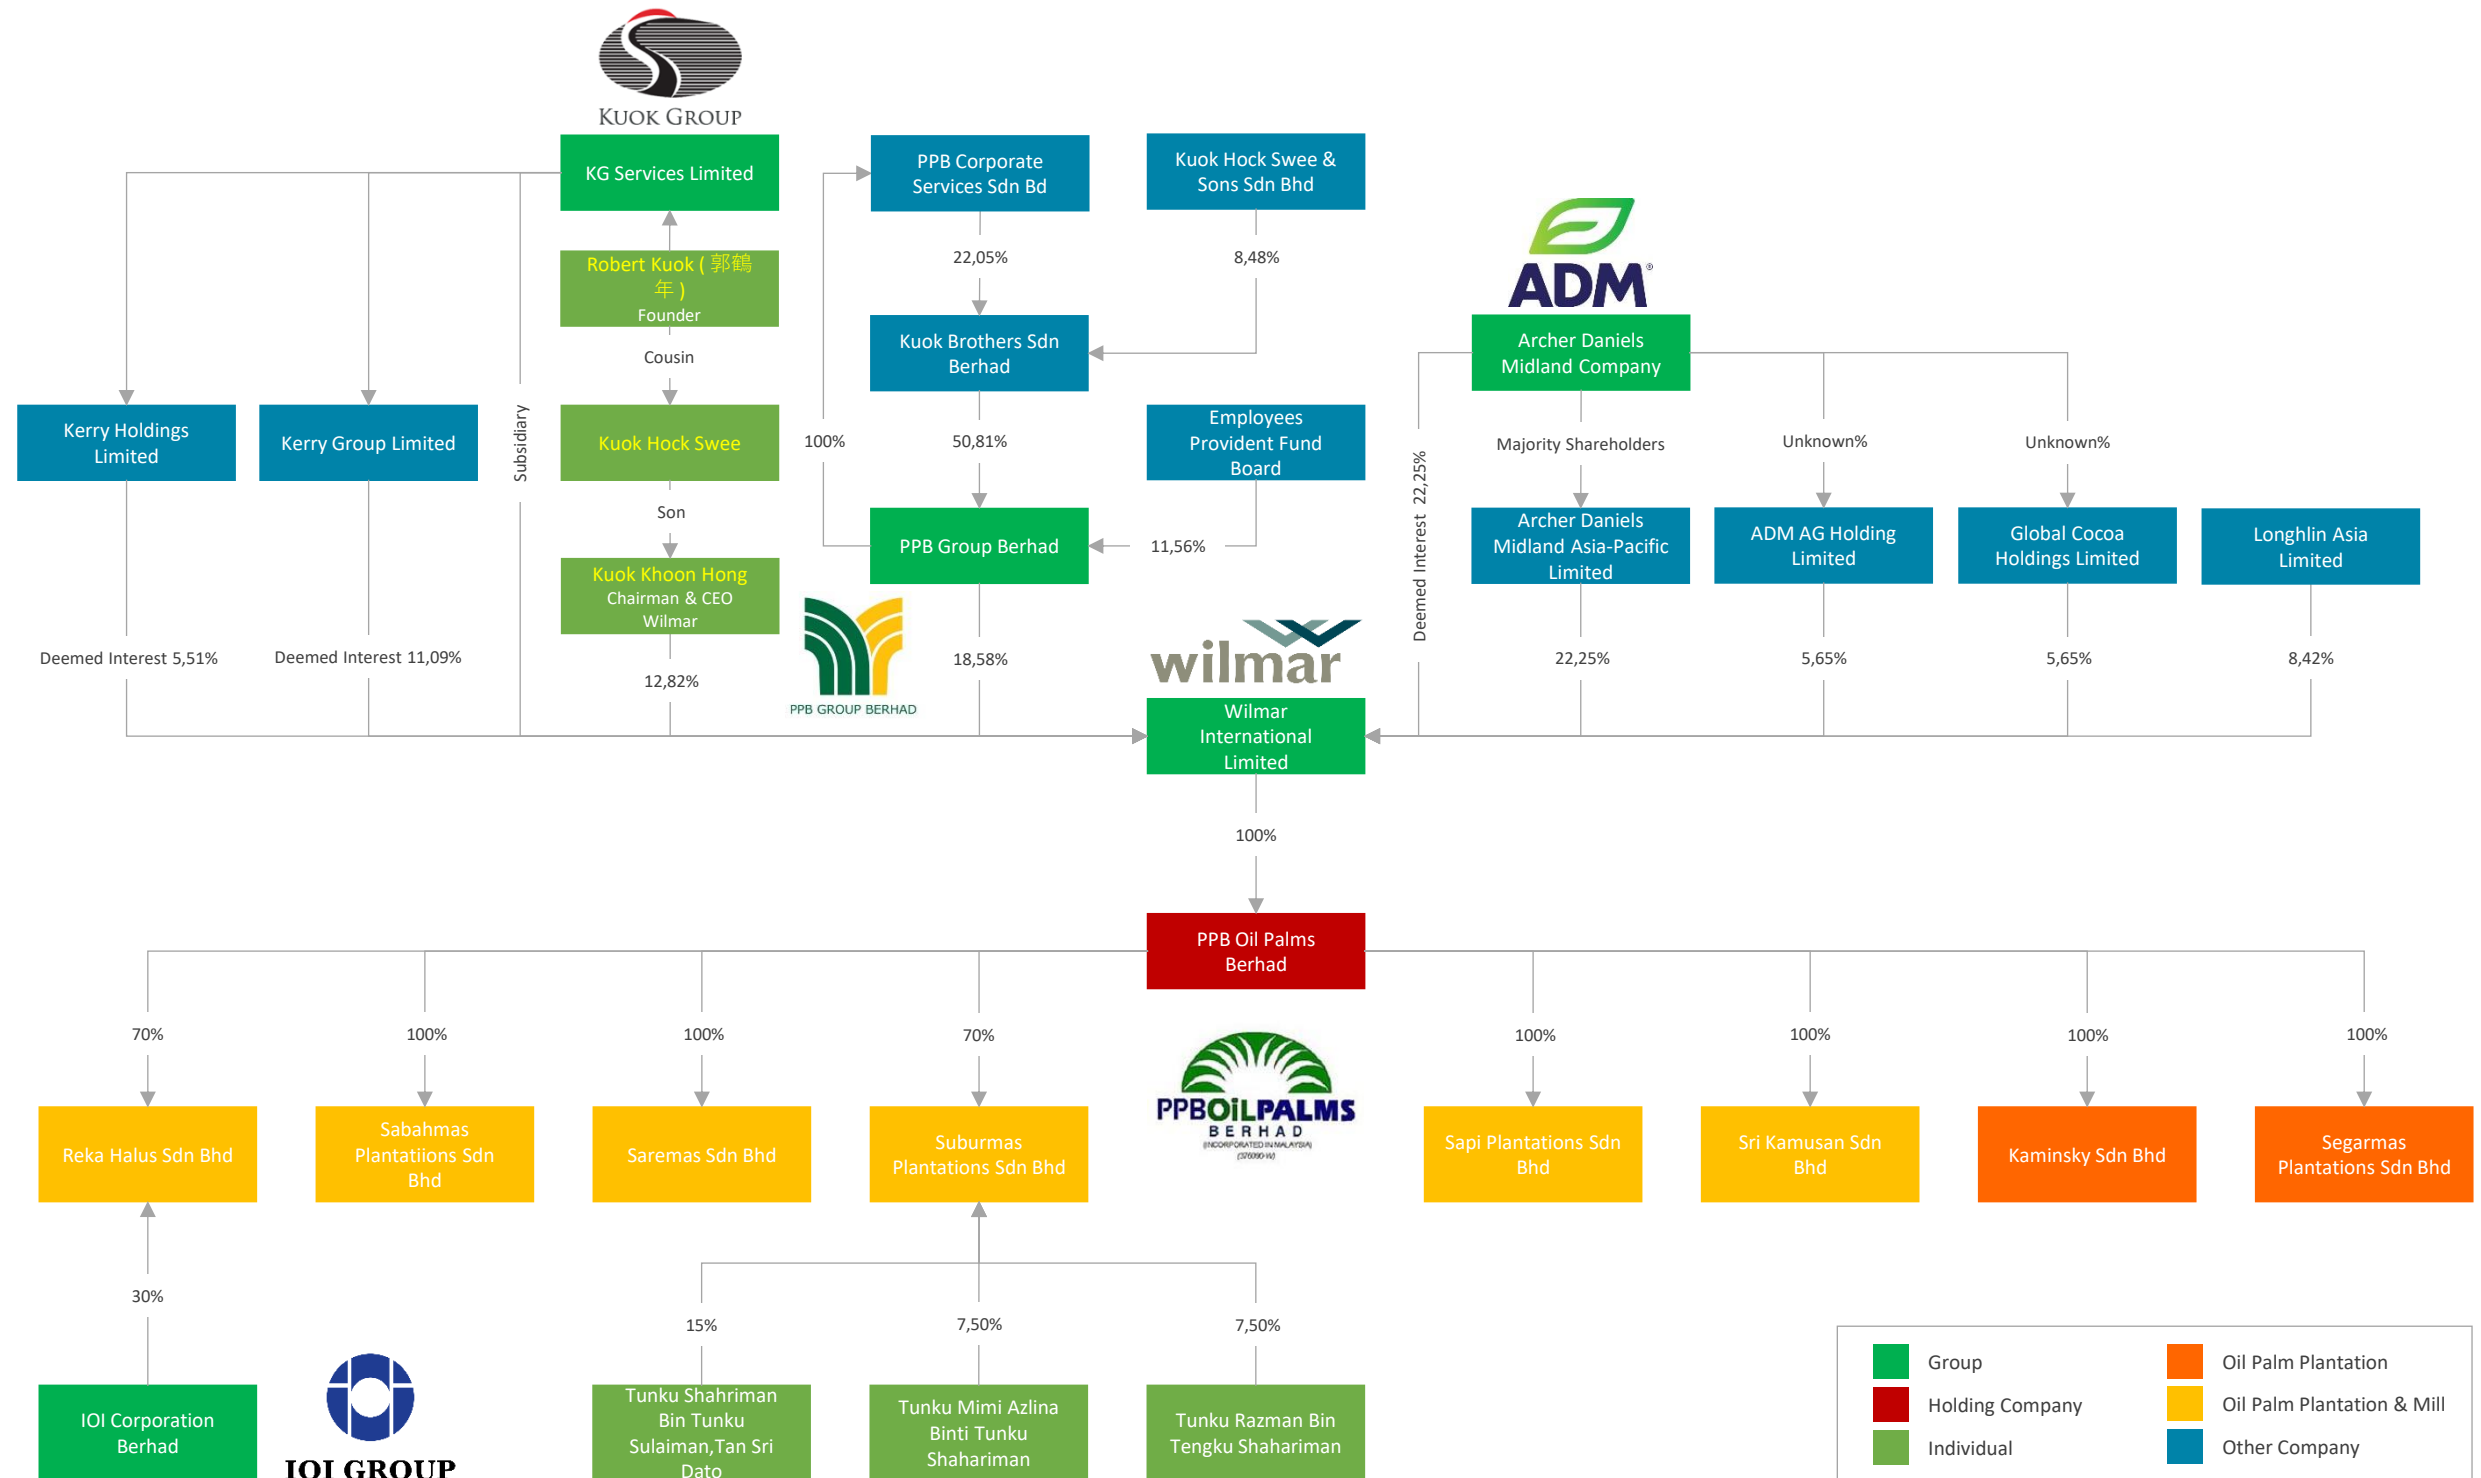 KUOK GROUP
KG Services Limited
PPB Corporate
Services Sdn Bd
Kuok Hock Swee &
Sons Sdn Bhd
Robert Kuok ( 郭鶴
年 )
Founder
22,05%
8,48%
ADM
Cousin
Kuok Brothers Sdn
Berhad
Archer Daniels
Midland Company
Kerry Holdings
Limited
Kerry Group Limited
Subsidiary
Kuok Hock Swee
100%
50,81%
Employees
Provident Fund
Board
Deemed Interest 22,25%
Majority Shareholders
Unknown%
Unknown%
Son
Kuok Khoon Hong
Chairman & CEO
Wilmar
PPB Group Berhad
11,56%
Archer Daniels
Midland Asia-Pacific
Limited
ADM AG Holding
Limited
Global Cocoa
Holdings Limited
Longhlin Asia
Limited
Deemed Interest 5,51%
Deemed Interest 11,09%
12,82%
PPB GROUP BERHAD
18,58%
wilmar
22,25%
5,65%
5,65%
8,42%
Wilmar
International
Limited
100%
PPB Oil Palms
Berhad
70%
100%
100%
70%
100%
100%
100%
100%
PPBOiLPALMS
BERHAD
(INCORPORATED IN MALAYSIA)
Reka Halus Sdn Bhd
Sabahmas
Plantatiions Sdn
Bhd
Saremas Sdn Bhd
Suburmas
Plantations Sdn Bhd
Sapi Plantations Sdn
Bhd
Sri Kamusan Sdn
Bhd
Kaminsky Sdn Bhd
Segarmas
Plantations Sdn Bhd
30%
15%
7,50%
7,50%
IOI Corporation
Berhad
IOI GROUP
Tunku Shahriman
Bin Tunku
Sulaiman,Tan Sri
Dato
Tunku Mimi Azlina
Binti Tunku
Shahariman
Tunku Razman Bin
Tengku Shahariman
Group
Holding Company
Individual
Oil Palm Plantation
Oil Palm Plantation & Mill
Other Company